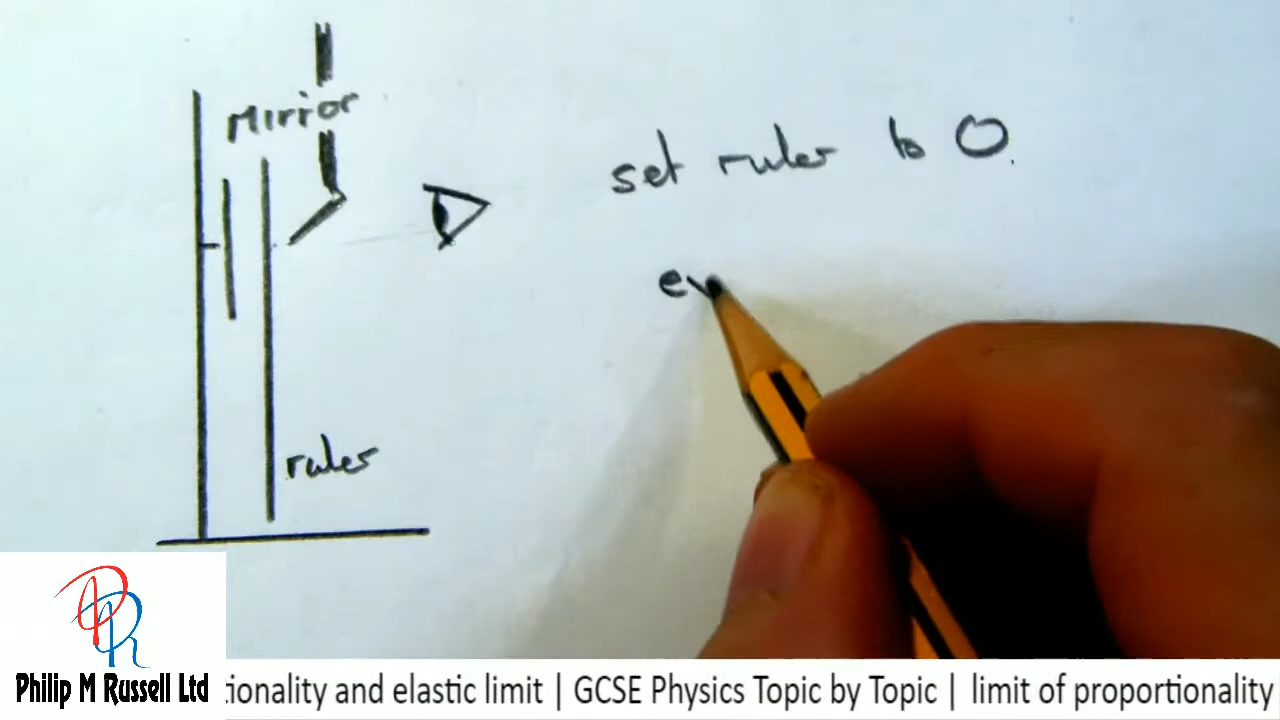 Mirror
set ruler to 0.
ex
ruler
Philip M Russell Ltd
tionality and elastic limit | GCSE Physics Topic by Topic | limit of proportionality